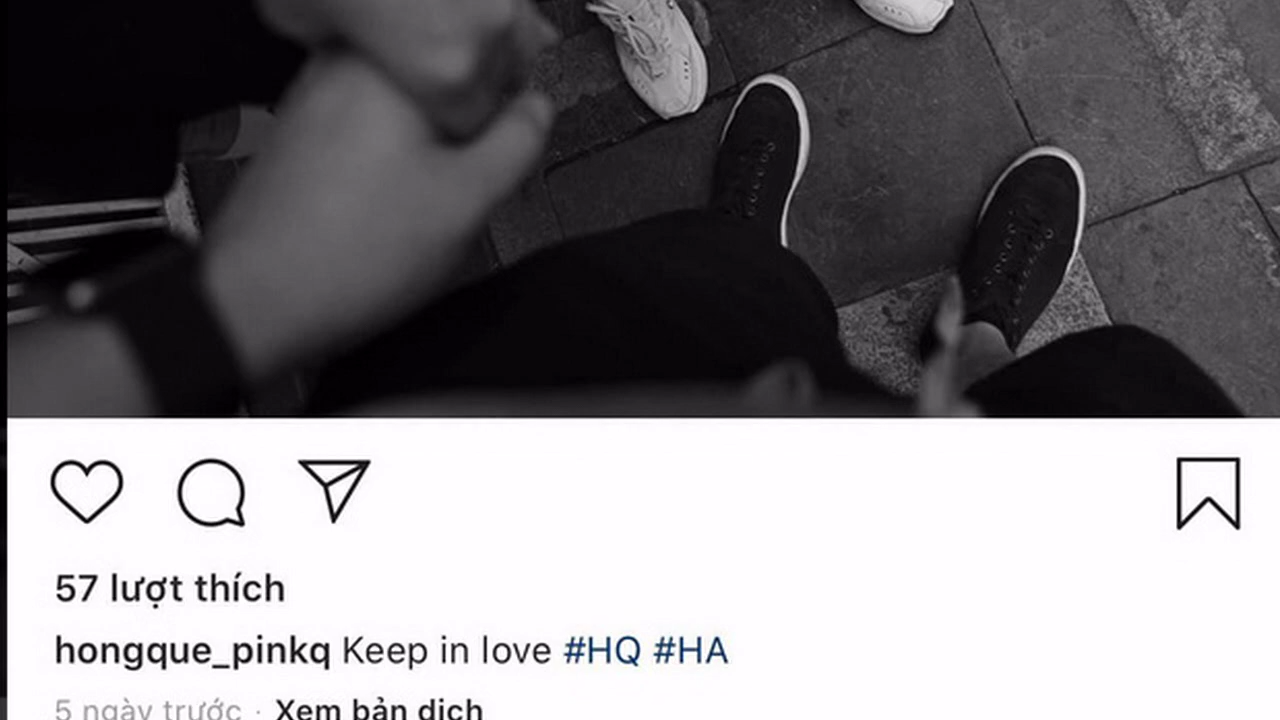 57 lượt thích
hongque_pinkq Keep in love #HQ #HA
5 ngày trước · Xem bản dịch